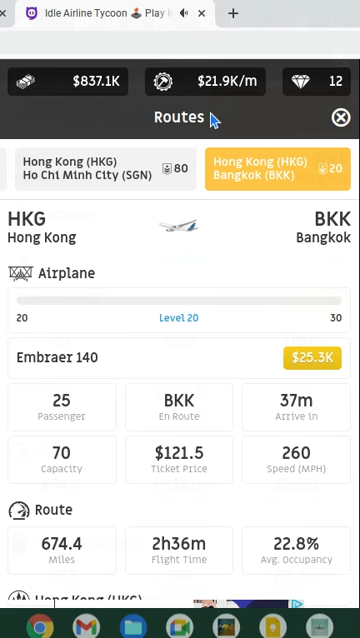 Idle Airline Tycoon 🕹 Play
$837.1K
$21.9K/m
12
Routes
Hong Kong (HKG)
Ho Chi Minh City (SGN)
80
Hong Kong (HKG)
Bangkok (BKK)
20
HKG
Hong Kong
BKK
Bangkok
Airplane
20
Level 20
30
Embraer 140
$25.3K
25
Passenger
BKK
En Route
37m
Arrive in
70
Capacity
$121.5
Ticket Price
260
Speed (MPH)
Route
674.4
Miles
2h36m
Flight Time
22.8%
Avg. Occupancy
Hong Kong (HKG)